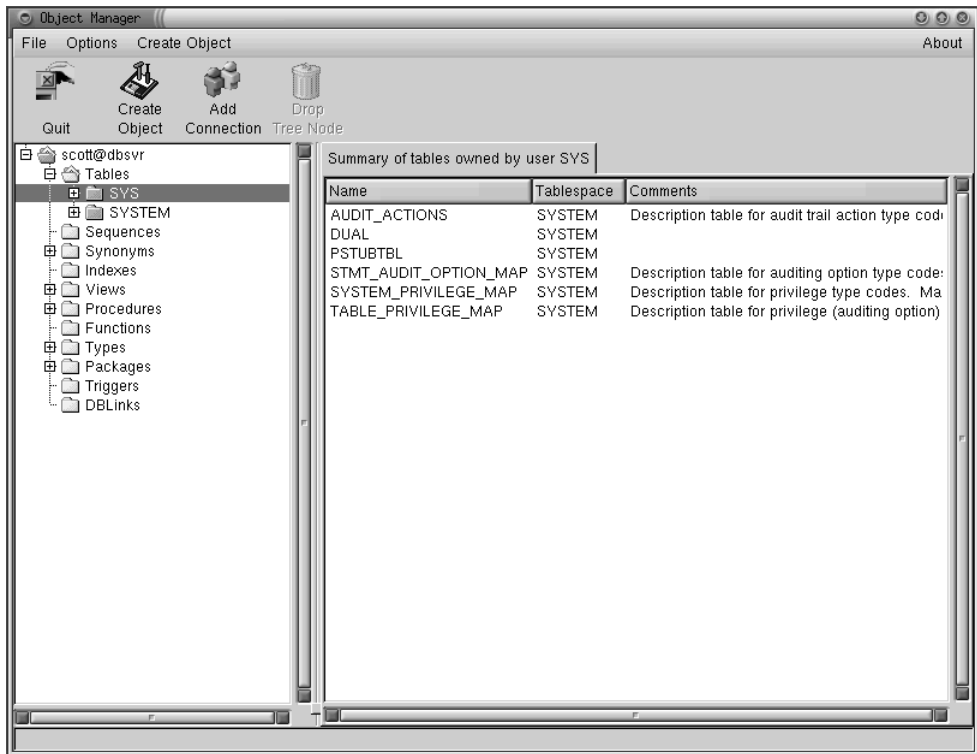 Object Manager
File Options Create Object About
Quit
Create Object
Add Connection
Drop Tree Node
scott@dbsvr
Tables
SYS
SYSTEM
Sequences
Synonyms
Indexes
Views
Procedures
Functions
Types
Packages
Triggers
DBLinks
Summary of tables owned by user SYS
Name Tablespace Comments
AUDIT_ACTIONS SYSTEM Description table for audit trail action type cod
DUAL SYSTEM
PSTUBTBL SYSTEM
STMT_AUDIT_OPTION_MAP SYSTEM Description table for auditing option type code
SYSTEM_PRIVILEGE_MAP SYSTEM Description table for privilege type codes. Ma
TABLE_PRIVILEGE_MAP SYSTEM Description table for privilege (auditing option)